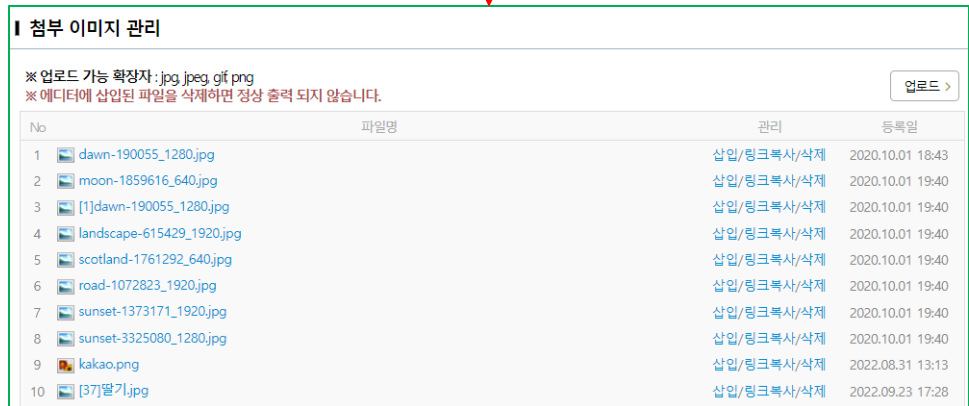 첨부 이미지 관리
※ 업로드 가능 확장자 : jpg, jpeg, gif, png
※ 에디터에 삽입된 파일을 삭제하면 정상 출력 되지 않습니다.
업로드 >
No 파일명 관리 등록일
1 dawn-190055_1280.jpg 삽입/링크복사/삭제 2020.10.01 18:43
2 moon-1859616_640.jpg 삽입/링크복사/삭제 2020.10.01 19:40
3 [1]dawn-190055_1280.jpg 삽입/링크복사/삭제 2020.10.01 19:40
4 landscape-615429_1920.jpg 삽입/링크복사/삭제 2020.10.01 19:40
5 scotland-1761292_640.jpg 삽입/링크복사/삭제 2020.10.01 19:40
6 road-1072823_1920.jpg 삽입/링크복사/삭제 2020.10.01 19:40
7 sunset-1373171_1920.jpg 삽입/링크복사/삭제 2020.10.01 19:40
8 sunset-3325080_1280.jpg 삽입/링크복사/삭제 2020.10.01 19:40
9 kakao.png 삽입/링크복사/삭제 2022.08.31 13:13
10 [37]딸기.jpg 삽입/링크복사/삭제 2022.09.23 17:28